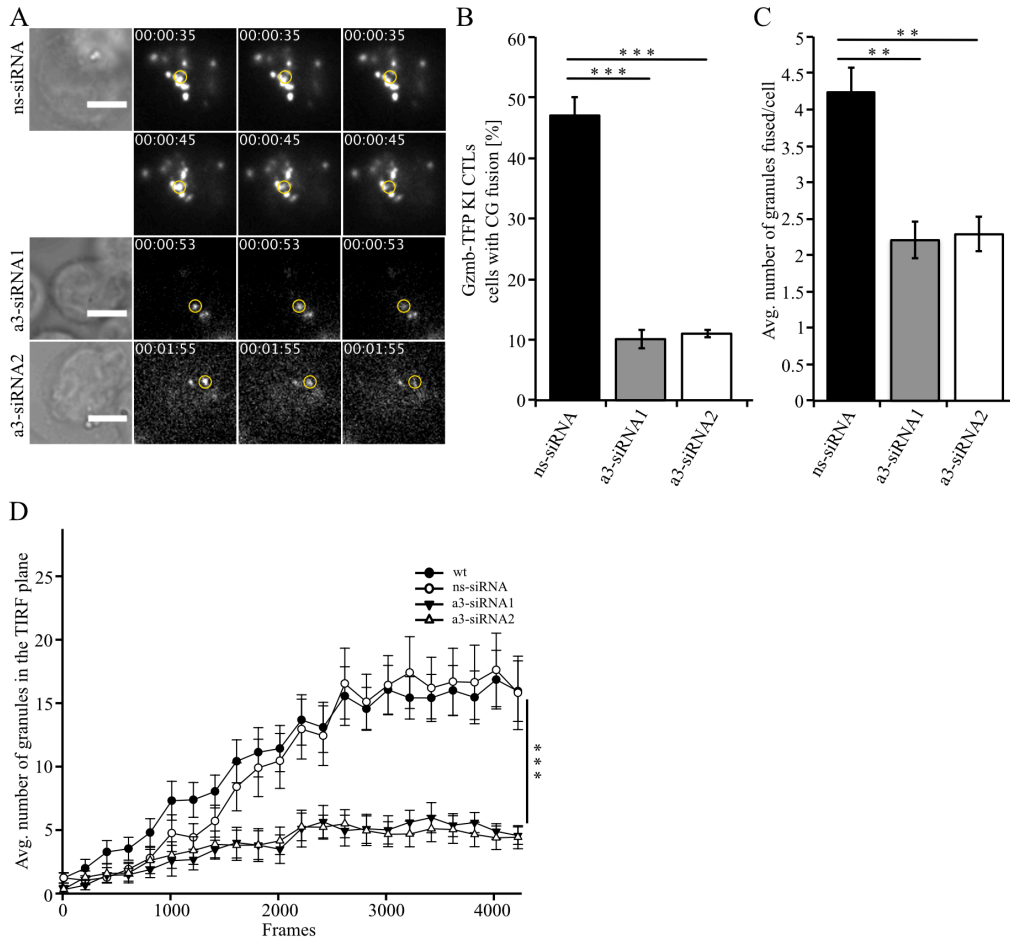 A
ns-siRNA
00:00:35 00:00:35 00:00:35
00:00:45 00:00:45 00:00:45
a3-siRNA1
00:00:53 00:00:53 00:00:53
a3-siRNA2
00:01:55 00:01:55 00:01:55
B
Gzmb-TFP KI CTLs
cells with CG fusion [%]
60
50
40
30
20
10
0
* * *
* * *
ns-siRNA
a3-siRNA1
a3-siRNA2
C
Avg. number of granules fused/cell
5
4.5
4
3.5
3
2.5
2
1.5
1
0.5
0
* *
* *
ns-siRNA
a3-siRNA1
a3-siRNA2
D
Avg. number of granules in the TIRF plane
25
20
15
10
5
0
wt
ns-siRNA
a3-siRNA1
a3-siRNA2
* * *
0 1000 2000 3000 4000
Frames